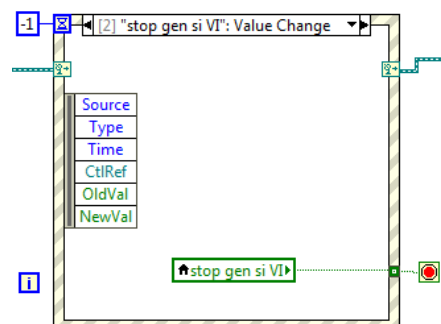 -1
[2] "stop gen si VI": Value Change
Source
Type
Time
CtlRef
OldVal
NewVal
stop gen si VI
i